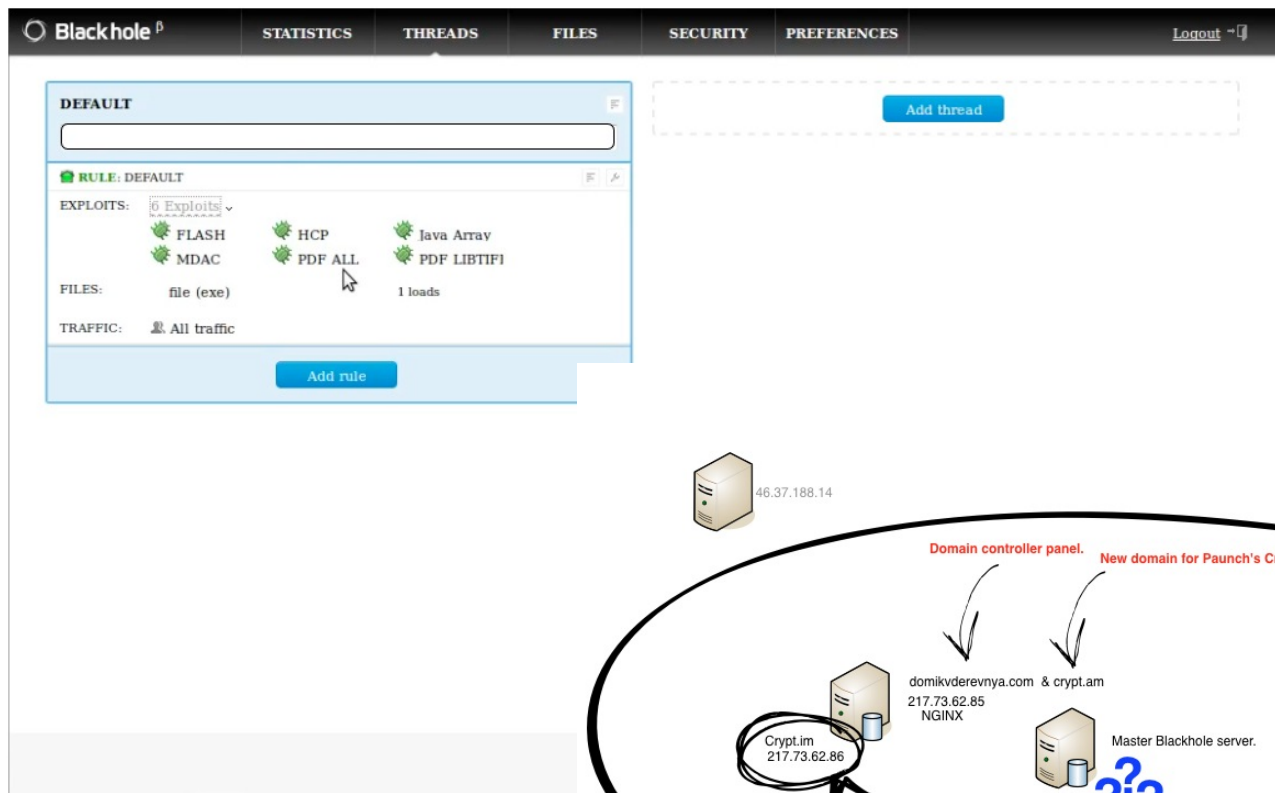 Blackhole β
STATISTICS THREADS FILES SECURITY PREFERENCES
Logout
DEFAULT
Add thread
RULE: DEFAULT
EXPLOITS: 6 Exploits
FLASH HCP Java Array
MDAC PDF ALL PDF LIBTIFI
FILES: file (exe) 1 loads
TRAFFIC: All traffic
Add rule
46.37.188.14
Domain controller panel.
New domain for Paunch's C
domikvderevnya.com & crypt.am
217.73.62.85
NGINX
Crypt.im
217.73.62.86
Master Blackhole server.
???